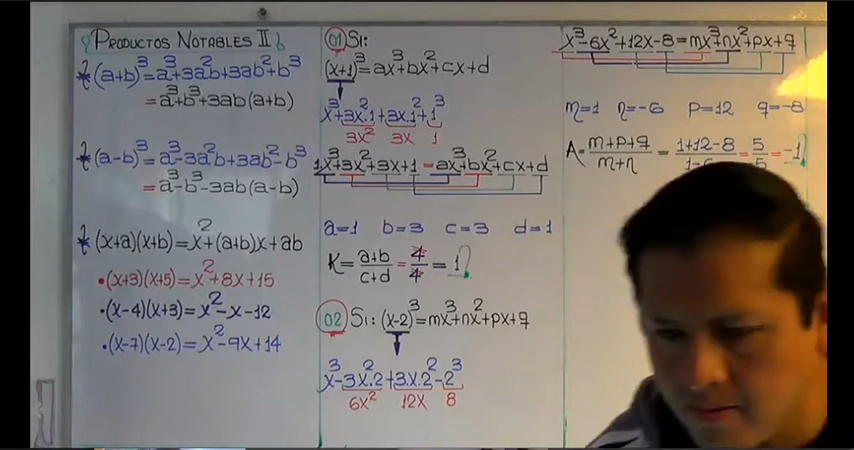 PRODUCTOS NOTABLES II
* (a+b)³=a³+3a²b+3ab²+b³
=a³+b³+3ab(a+b)
* (a-b)³=a³-3a²b+3ab²-b³
=a³-b³-3ab(a-b)
* (x+a)(x+b)=x²+(a+b)x+ab
•(x+3)(x+5)=x²+8x+15
•(x-4)(x+3)=x²-x-12
•(x-7)(x-2)=x²-9x+14
01 Si:
(x+1)³=ax³+bx²+cx+d
x³+3x².1+3x.1²+1³
3x² 3x 1
1x³+3x²+3x+1=ax³+bx²+cx+d
a=1 b=3 c=3 d=1
K=a+b/c+d=4/4=1
02 Si: (x-2)³=mx³+nx²+px+q
x³-3x².2+3x.2²-2³
6x² 12x 8
x³-6x²+12x-8=mx³+nx²+px+q
m=1 n=-6 p=12 q=-8
A=m+p+q/m+n=1+12-8/1-6=5/5=-1